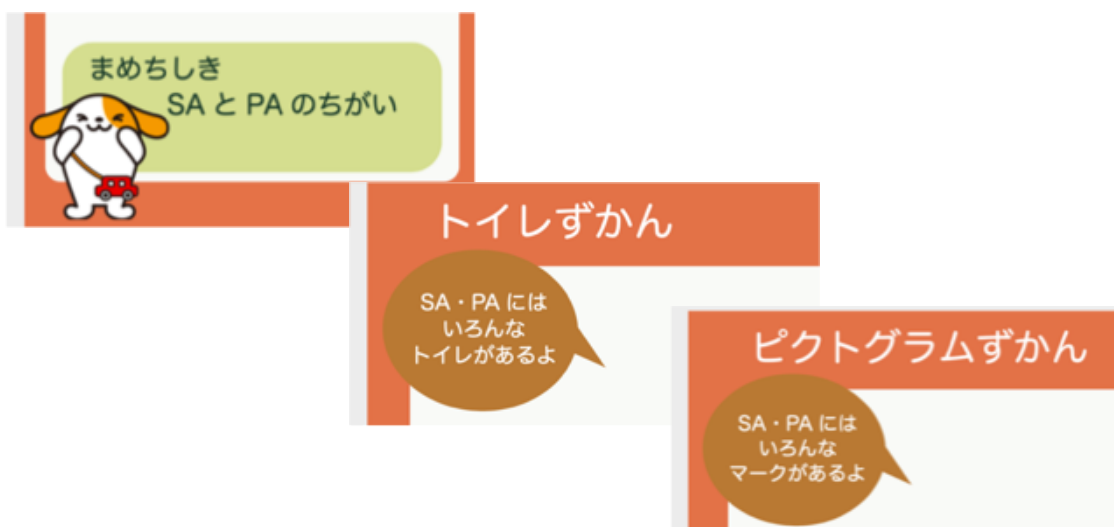 まめちしき
SA と PA のちがい
トイレずかん
SA・PA には
いろんな
トイレがあるよ
ピクトグラムずかん
SA・PA には
いろんな
マークがあるよ